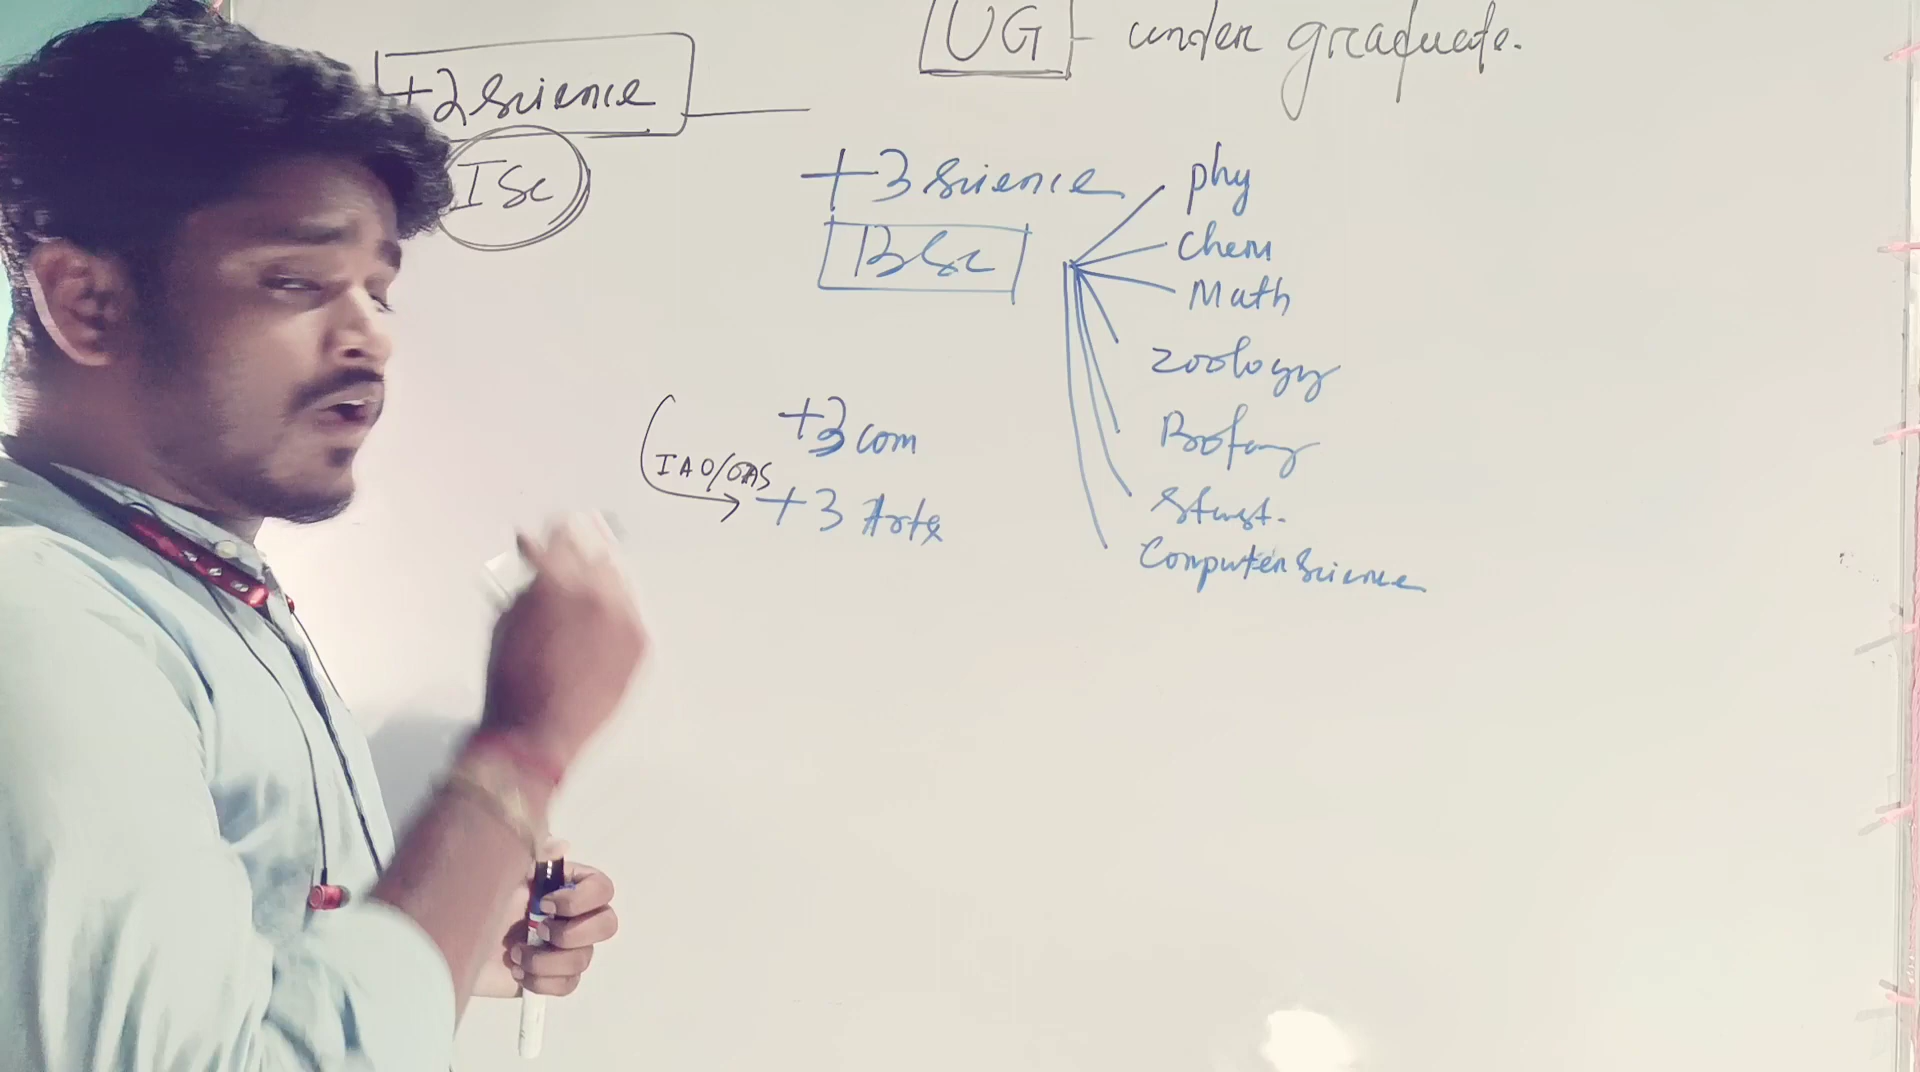 UG - under graduate.
+2 science
ISc
+3 science
BSc
phy
Chem
Math
Zoology
Botany
Stast.
Computer Science
+3 com
IAO/OAS
+3 Arts